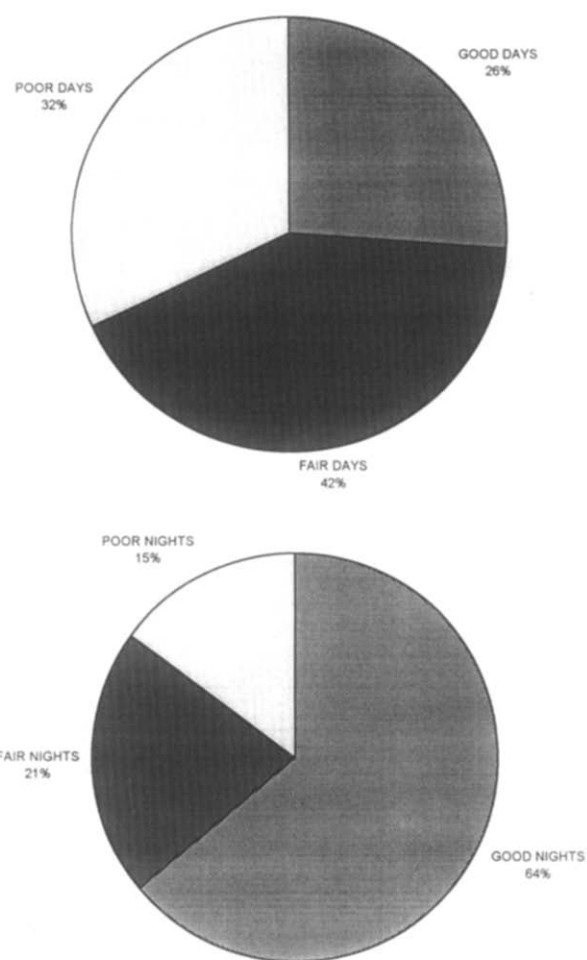 GOOD DAYS
26%
POOR DAYS
32%
FAIR DAYS
42%
POOR NIGHTS
15%
FAIR NIGHTS
21%
GOOD NIGHTS
64%